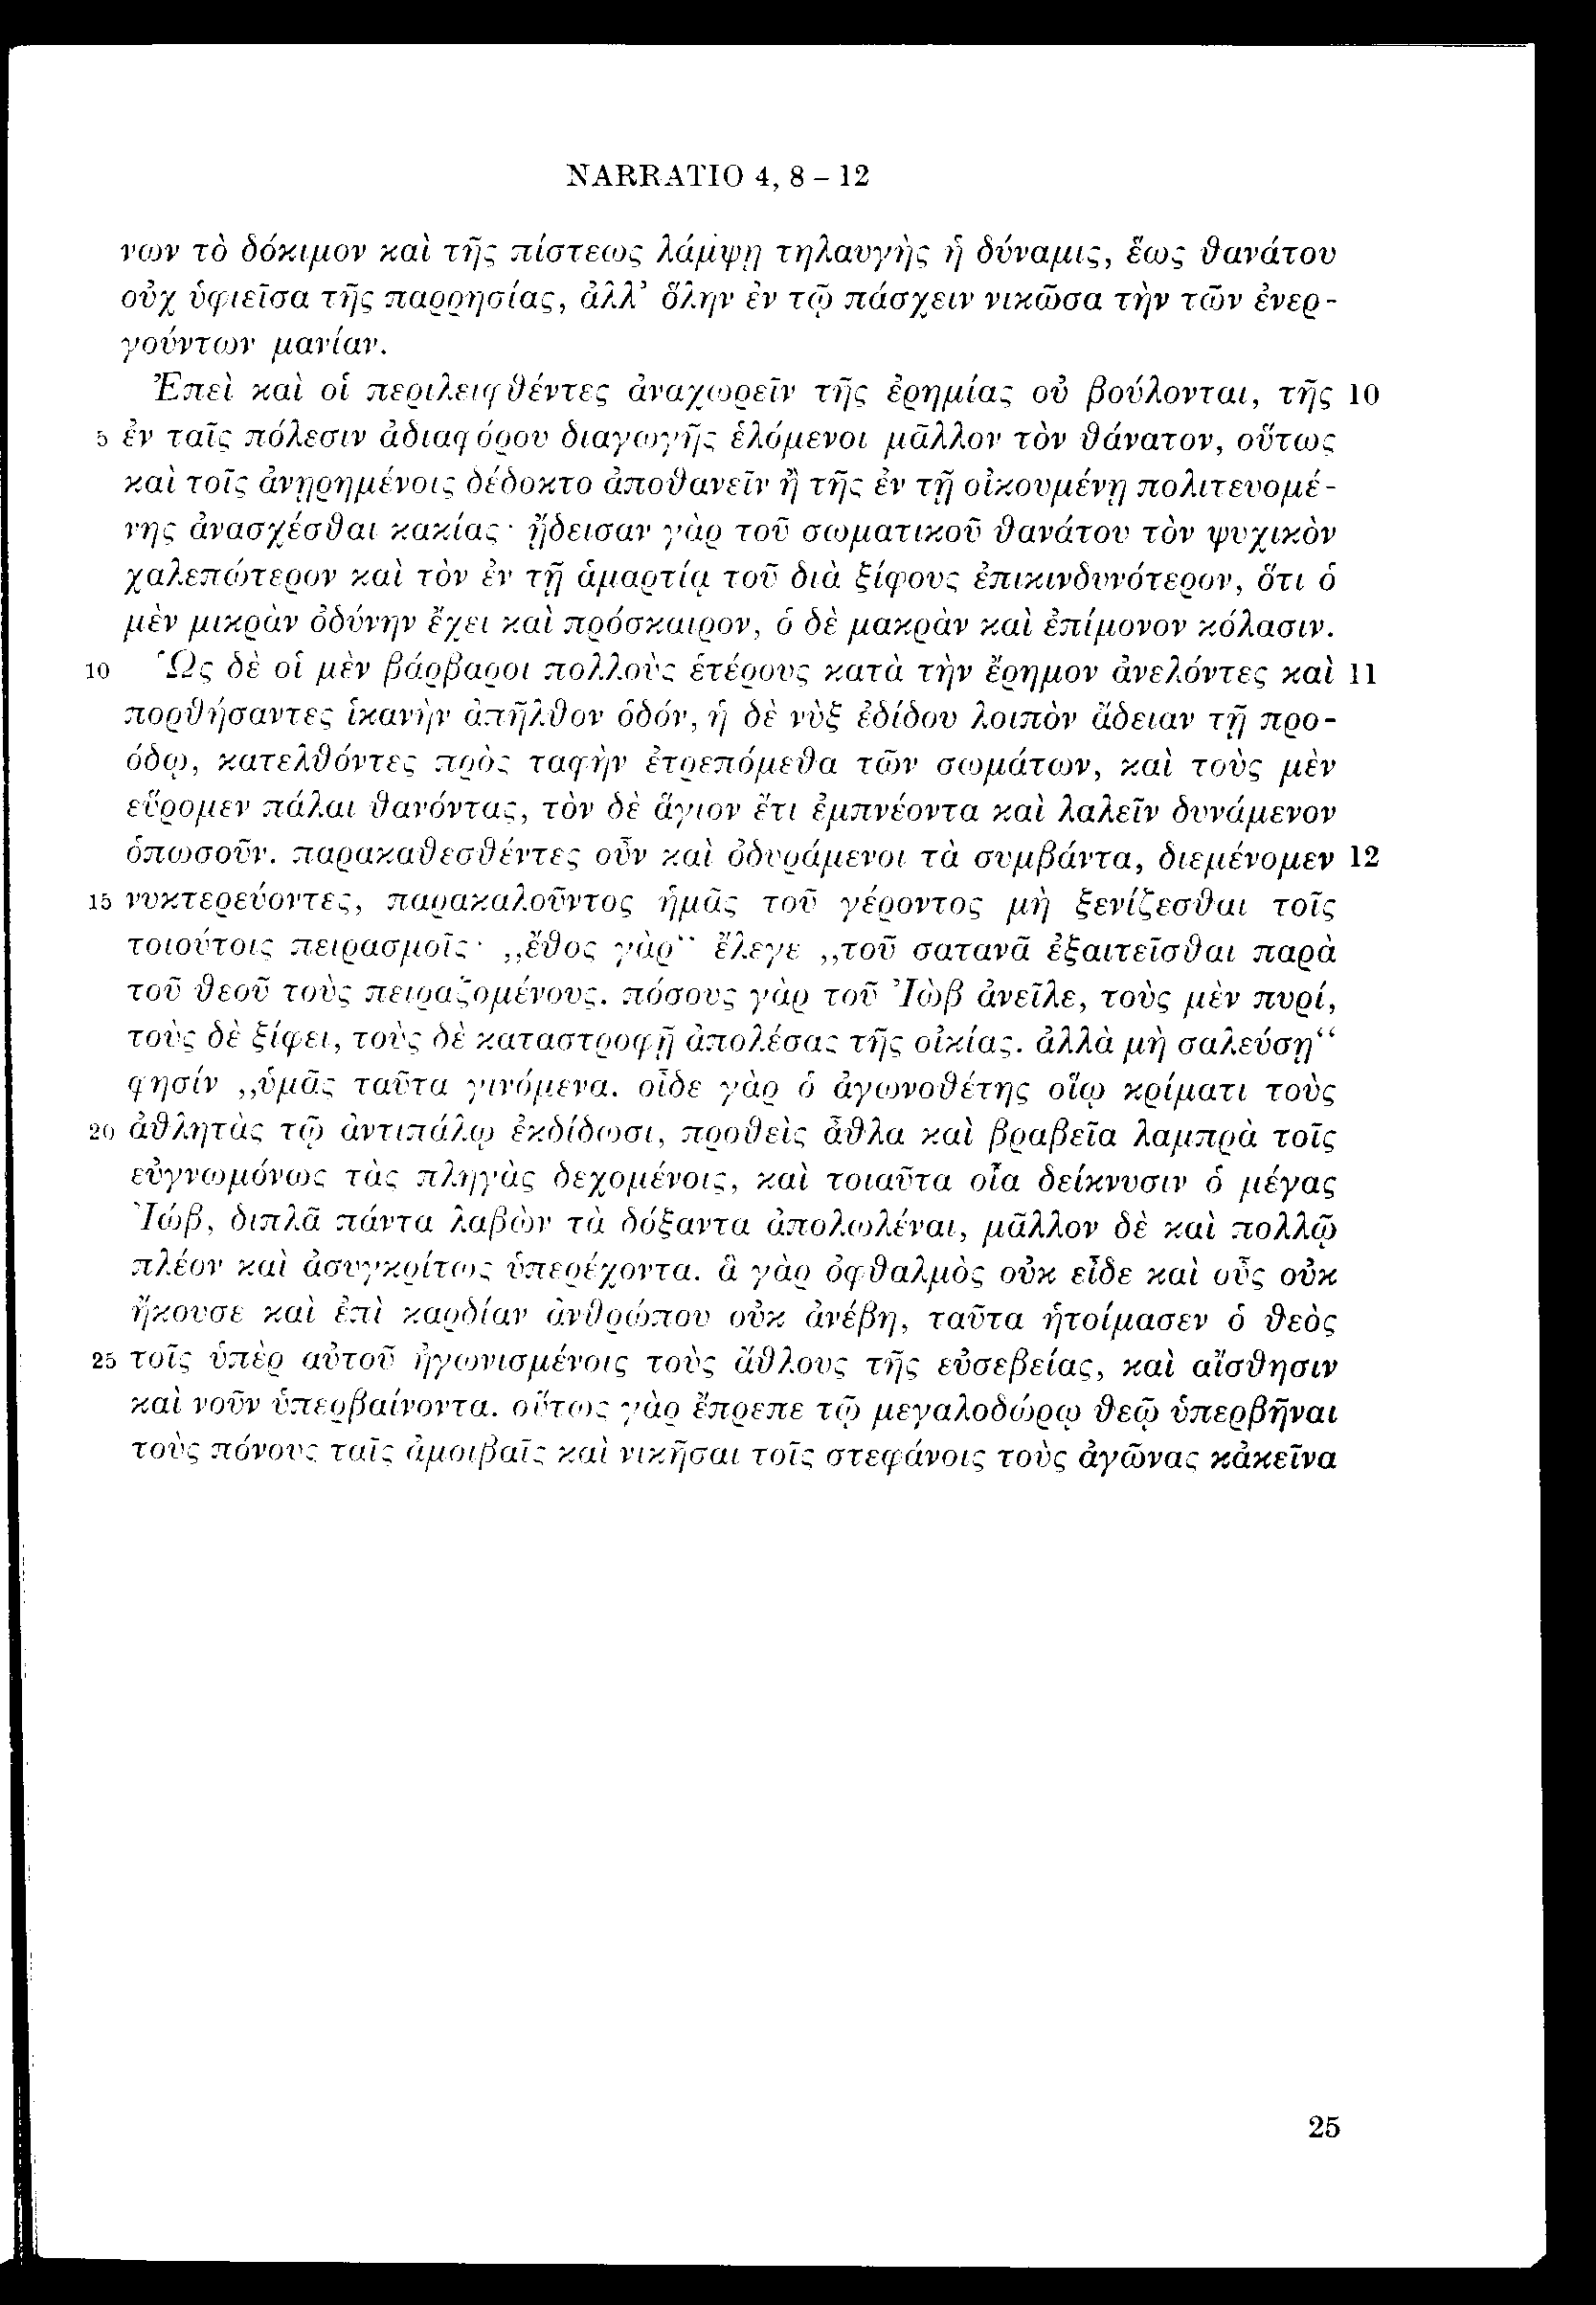 NARRATIO 4, 8 – 12
νων τὸ δόκιμον καὶ τῆς πίστεως λάμψῃ τηλαυγὴς ἡ δύναμις, ἕως θανάτου
οὐχ ὑφιεῖσα τῆς παρρησίας, ἀλλ’ ὅλην ἐν τῷ πάσχειν νικῶσα τὴν τῶν ἐνερ-
γούντων μανίαν.
Ἐπεὶ καὶ οἱ περιλειφθέντες ἀναχωρεῖν τῆς ἐρημίας οὐ βούλονται, τῆς 10
5 ἐν ταῖς πόλεσιν ἀδιαφόρου διαγωγῆς ἑλόμενοι μᾶλλον τὸν θάνατον, οὕτως
καὶ τοῖς ἀνῃρημένοις δέδοκτο ἀποθανεῖν ἢ τῆς ἐν τῇ οἰκουμένῃ πολιτευομέ-
νης ἀνασχέσθαι κακίας· ᾔδεισαν γὰρ τοῦ σωματικοῦ θανάτου τὸν ψυχικὸν
χαλεπώτερον καὶ τὸν ἐν τῇ ἁμαρτίᾳ τοῦ διὰ ξίφους ἐπικινδυνότερον, ὅτι ὁ
μὲν μικρὰν ὀδύνην ἔχει καὶ πρόσκαιρον, ὁ δὲ μακρὰν καὶ ἐπίμονον κόλασιν.
10 Ὡς δὲ οἱ μὲν βάρβαροι πολλοὺς ἑτέρους κατὰ τὴν ἔρημον ἀνελόντες καὶ 11
πορθήσαντες ἱκανὴν ἀπῆλθον ὁδόν, ἡ δὲ νὺξ ἐδίδου λοιπὸν ἄδειαν τῇ προ-
όδῳ, κατελθόντες πρὸς ταφὴν ἐτρεπόμεθα τῶν σωμάτων, καὶ τοὺς μὲν
εὕρομεν πάλαι θανόντας, τὸν δὲ ἅγιον ἔτι ἐμπνέοντα καὶ λαλεῖν δυνάμενον
ὁπωσοῦν. παρακαθεσθέντες οὖν καὶ ὀδυράμενοι τὰ συμβάντα, διεμένομεν 12
15 νυκτερεύοντες, παρακαλοῦντος ἡμᾶς τοῦ γέροντος μὴ ξενίζεσθαι τοῖς
τοιούτοις πειρασμοῖς· „ἔθος γὰρ“ ἔλεγε „τοῦ σατανᾶ ἐξαιτεῖσθαι παρὰ
τοῦ θεοῦ τοὺς πειραζομένους. πόσους γὰρ τοῦ Ἰὼβ ἀνεῖλε, τοὺς μὲν πυρί,
τοὺς δὲ ξίφει, τοὺς δὲ καταστροφῇ ἀπολέσας τῆς οἰκίας. ἀλλὰ μὴ σαλεύσῃ“
φησίν „ὑμᾶς ταῦτα γινόμενα. οἶδε γὰρ ὁ ἀγωνοθέτης οἵῳ κρίματι τοὺς
20 ἀθλητὰς τῷ ἀντιπάλῳ ἐκδίδωσι, προθεὶς ἆθλα καὶ βραβεῖα λαμπρὰ τοῖς
εὐγνωμόνως τὰς πληγὰς δεχομένοις, καὶ τοιαῦτα οἷα δείκνυσιν ὁ μέγας
Ἰώβ, διπλᾶ πάντα λαβὼν τὰ δόξαντα ἀπολωλέναι, μᾶλλον δὲ καὶ πολλῷ
πλέον καὶ ἀσυγκρίτως ὑπερέχοντα. ἃ γὰρ ὀφθαλμὸς οὐκ εἶδε καὶ οὖς οὐκ
ἤκουσε καὶ ἐπὶ καρδίαν ἀνθρώπου οὐκ ἀνέβη, ταῦτα ἡτοίμασεν ὁ θεὸς
25 τοῖς ὑπὲρ αὐτοῦ ἠγωνισμένοις τοὺς ἄθλους τῆς εὐσεβείας, καὶ αἴσθησιν
καὶ νοῦν ὑπερβαίνοντα. οὕτως γὰρ ἔπρεπε τῷ μεγαλοδώρῳ θεῷ ὑπερβῆναι
τοὺς πόνους ταῖς ἀμοιβαῖς καὶ νικῆσαι τοῖς στεφάνοις τοὺς ἀγῶνας κἀκεῖνα
25